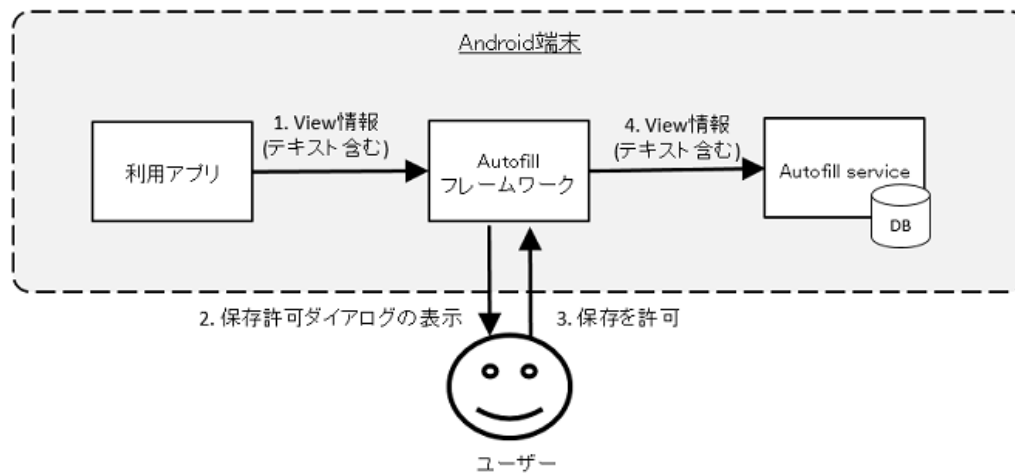 Android端末
1. View情報
(テキスト含む)
4. View情報
(テキスト含む)
利用アプリ
Autofill
フレームワーク
Autofill service
DB
2. 保存許可ダイアログの表示
3. 保存を許可
ユーザー